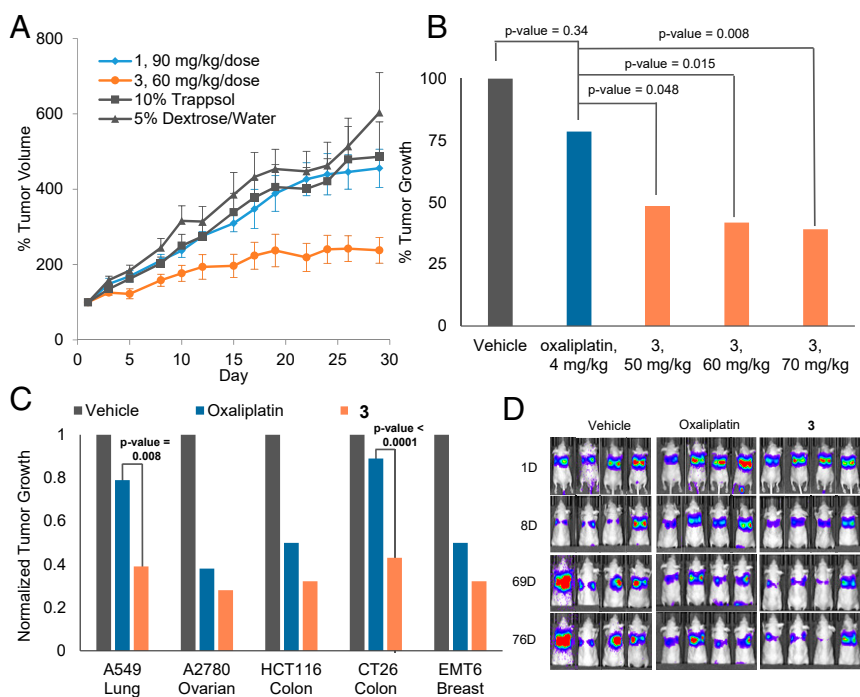 A
800
600
400
200
0
% Tumor Volume
1, 90 mg/kg/dose
3, 60 mg/kg/dose
10% Trappsol
5% Dextrose/Water
0 5 10 15 20 25 30
Day
B
p-value = 0.34
p-value = 0.008
p-value = 0.015
p-value = 0.048
100
75
50
25
0
% Tumor Growth
Vehicle
oxaliplatin,
4 mg/kg
3,
50 mg/kg
3,
60 mg/kg
3,
70 mg/kg
C
Vehicle Oxaliplatin 3
p-value =
0.008
p-value <
0.0001
1
0.8
0.6
0.4
0.2
0
Normalized Tumor Growth
A549
Lung
A2780
Ovarian
HCT116
Colon
CT26
Colon
EMT6
Breast
D
Vehicle Oxaliplatin 3
1D
8D
69D
76D